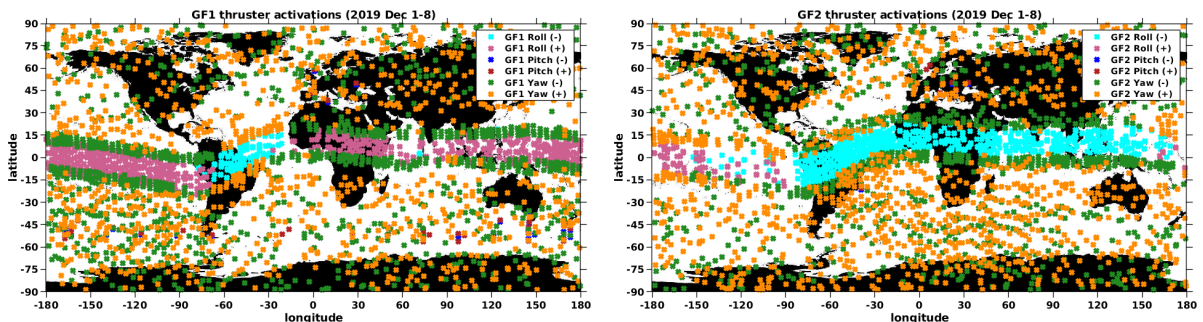 GF1 thruster activations (2019 Dec 1-8)
90
75
60
45
30
15
0
-15
-30
-45
-60
-75
-90
latitude
GF1 Roll (-)
GF1 Roll (+)
GF1 Pitch (-)
GF1 Pitch (+)
GF1 Yaw (-)
GF1 Yaw (+)
-180 -150 -120 -90 -60 -30 0 30 60 90 120 150 180
longitude
GF2 thruster activations (2019 Dec 1-8)
90
75
60
45
30
15
0
-15
-30
-45
-60
-75
-90
latitude
GF2 Roll (-)
GF2 Roll (+)
GF2 Pitch (-)
GF2 Pitch (+)
GF2 Yaw (-)
GF2 Yaw (+)
-180 -150 -120 -90 -60 -30 0 30 60 90 120 150 180
longitude